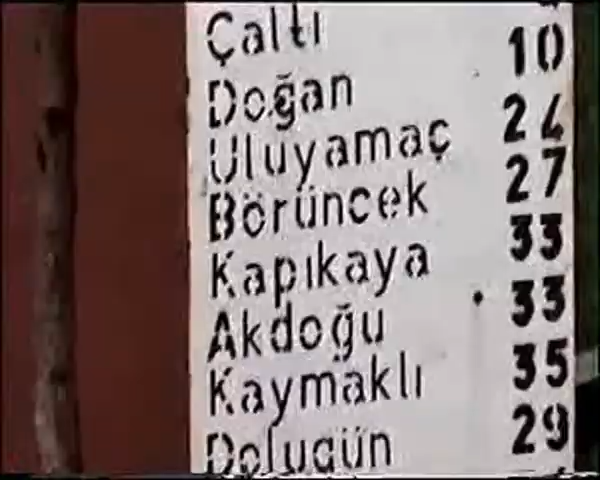 Çaltı
Doğan 10
Uluyamaç 24
Börüncek 27
Kapıkaya 33
Akdoğu 33
Kaymaklı 35
Dolugün 29